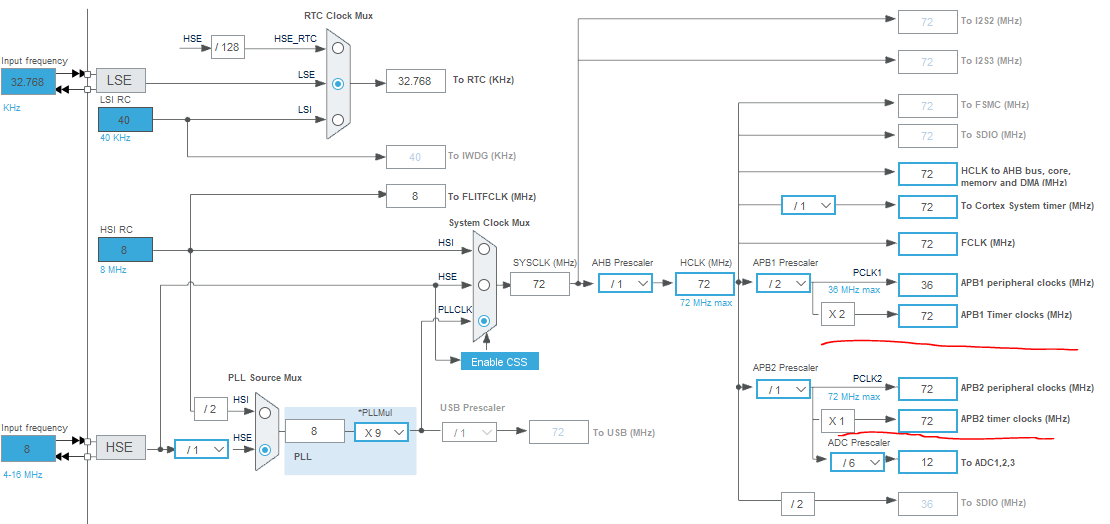 RTC Clock Mux
HSE
/ 128
HSE_RTC
72
To I2S2 (MHz)
Input frequency
32.768
KHz
LSE
LSE
32.768
To RTC (KHz)
72
To I2S3 (MHz)
LSI RC
40
40 KHz
LSI
72
To FSMC (MHz)
72
To SDIO (MHz)
40
To IWDG (KHz)
72
HCLK to AHB bus, core,
memory and DMA (MHz)
8
To FLITFCLK (MHz)
/ 1
72
To Cortex System timer (MHz)
System Clock Mux
HSI RC
8
8 MHz
HSI
72
FCLK (MHz)
HSE
SYSCLK (MHz)
72
AHB Prescaler
/ 1
HCLK (MHz)
72
72 MHz max
APB1 Prescaler
/ 2
PCLK1
36 MHz max
36
APB1 peripheral clocks (MHz)
X 2
72
APB1 Timer clocks (MHz)
PLLCLK
Enable CSS
PLL Source Mux
APB2 Prescaler
/ 1
PCLK2
72 MHz max
72
APB2 peripheral clocks (MHz)
/ 2
HSI
*PLLMul
USB Prescaler
X 1
72
APB2 timer clocks (MHz)
Input frequency
8
4-16 MHz
HSE
/ 1
HSE
8
X 9
PLL
/ 1
72
To USB (MHz)
ADC Prescaler
/ 6
12
To ADC1,2,3
/ 2
36
To SDIO (MHz)